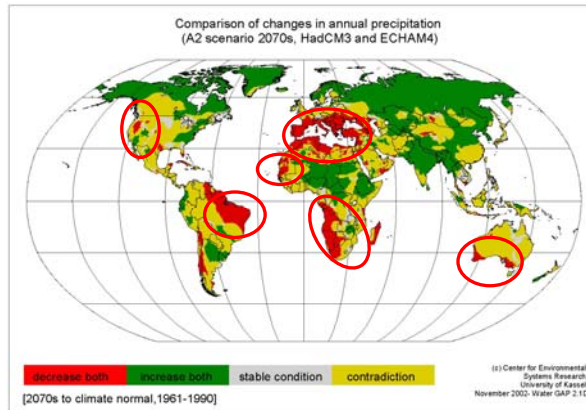 Comparison of changes in annual precipitation
(A2 scenario 2070s, HadCM3 and ECHAM4)
decrease both
increase both
stable condition
contradiction
[2070s to climate normal,1961-1990]
(c) Center for Environmental
Systems Research
University of Kassel
November 2002- Water GAP 2.1D